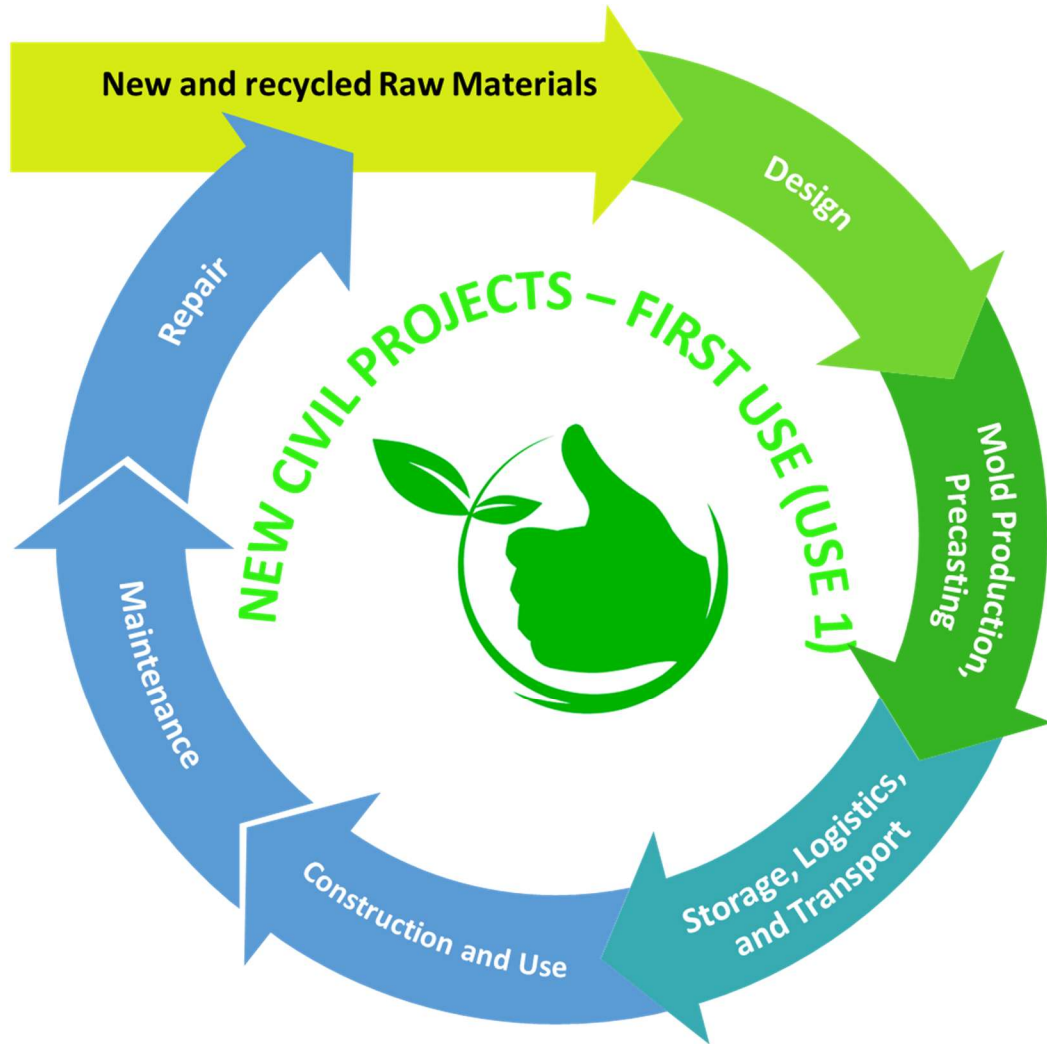 New and recycled Raw Materials
Design
Mold Production,
Precasting
Storage, Logistics,
and Transport
Construction and Use
Maintenance
Repair
NEW CIVIL PROJECTS – FIRST USE (USE 1)